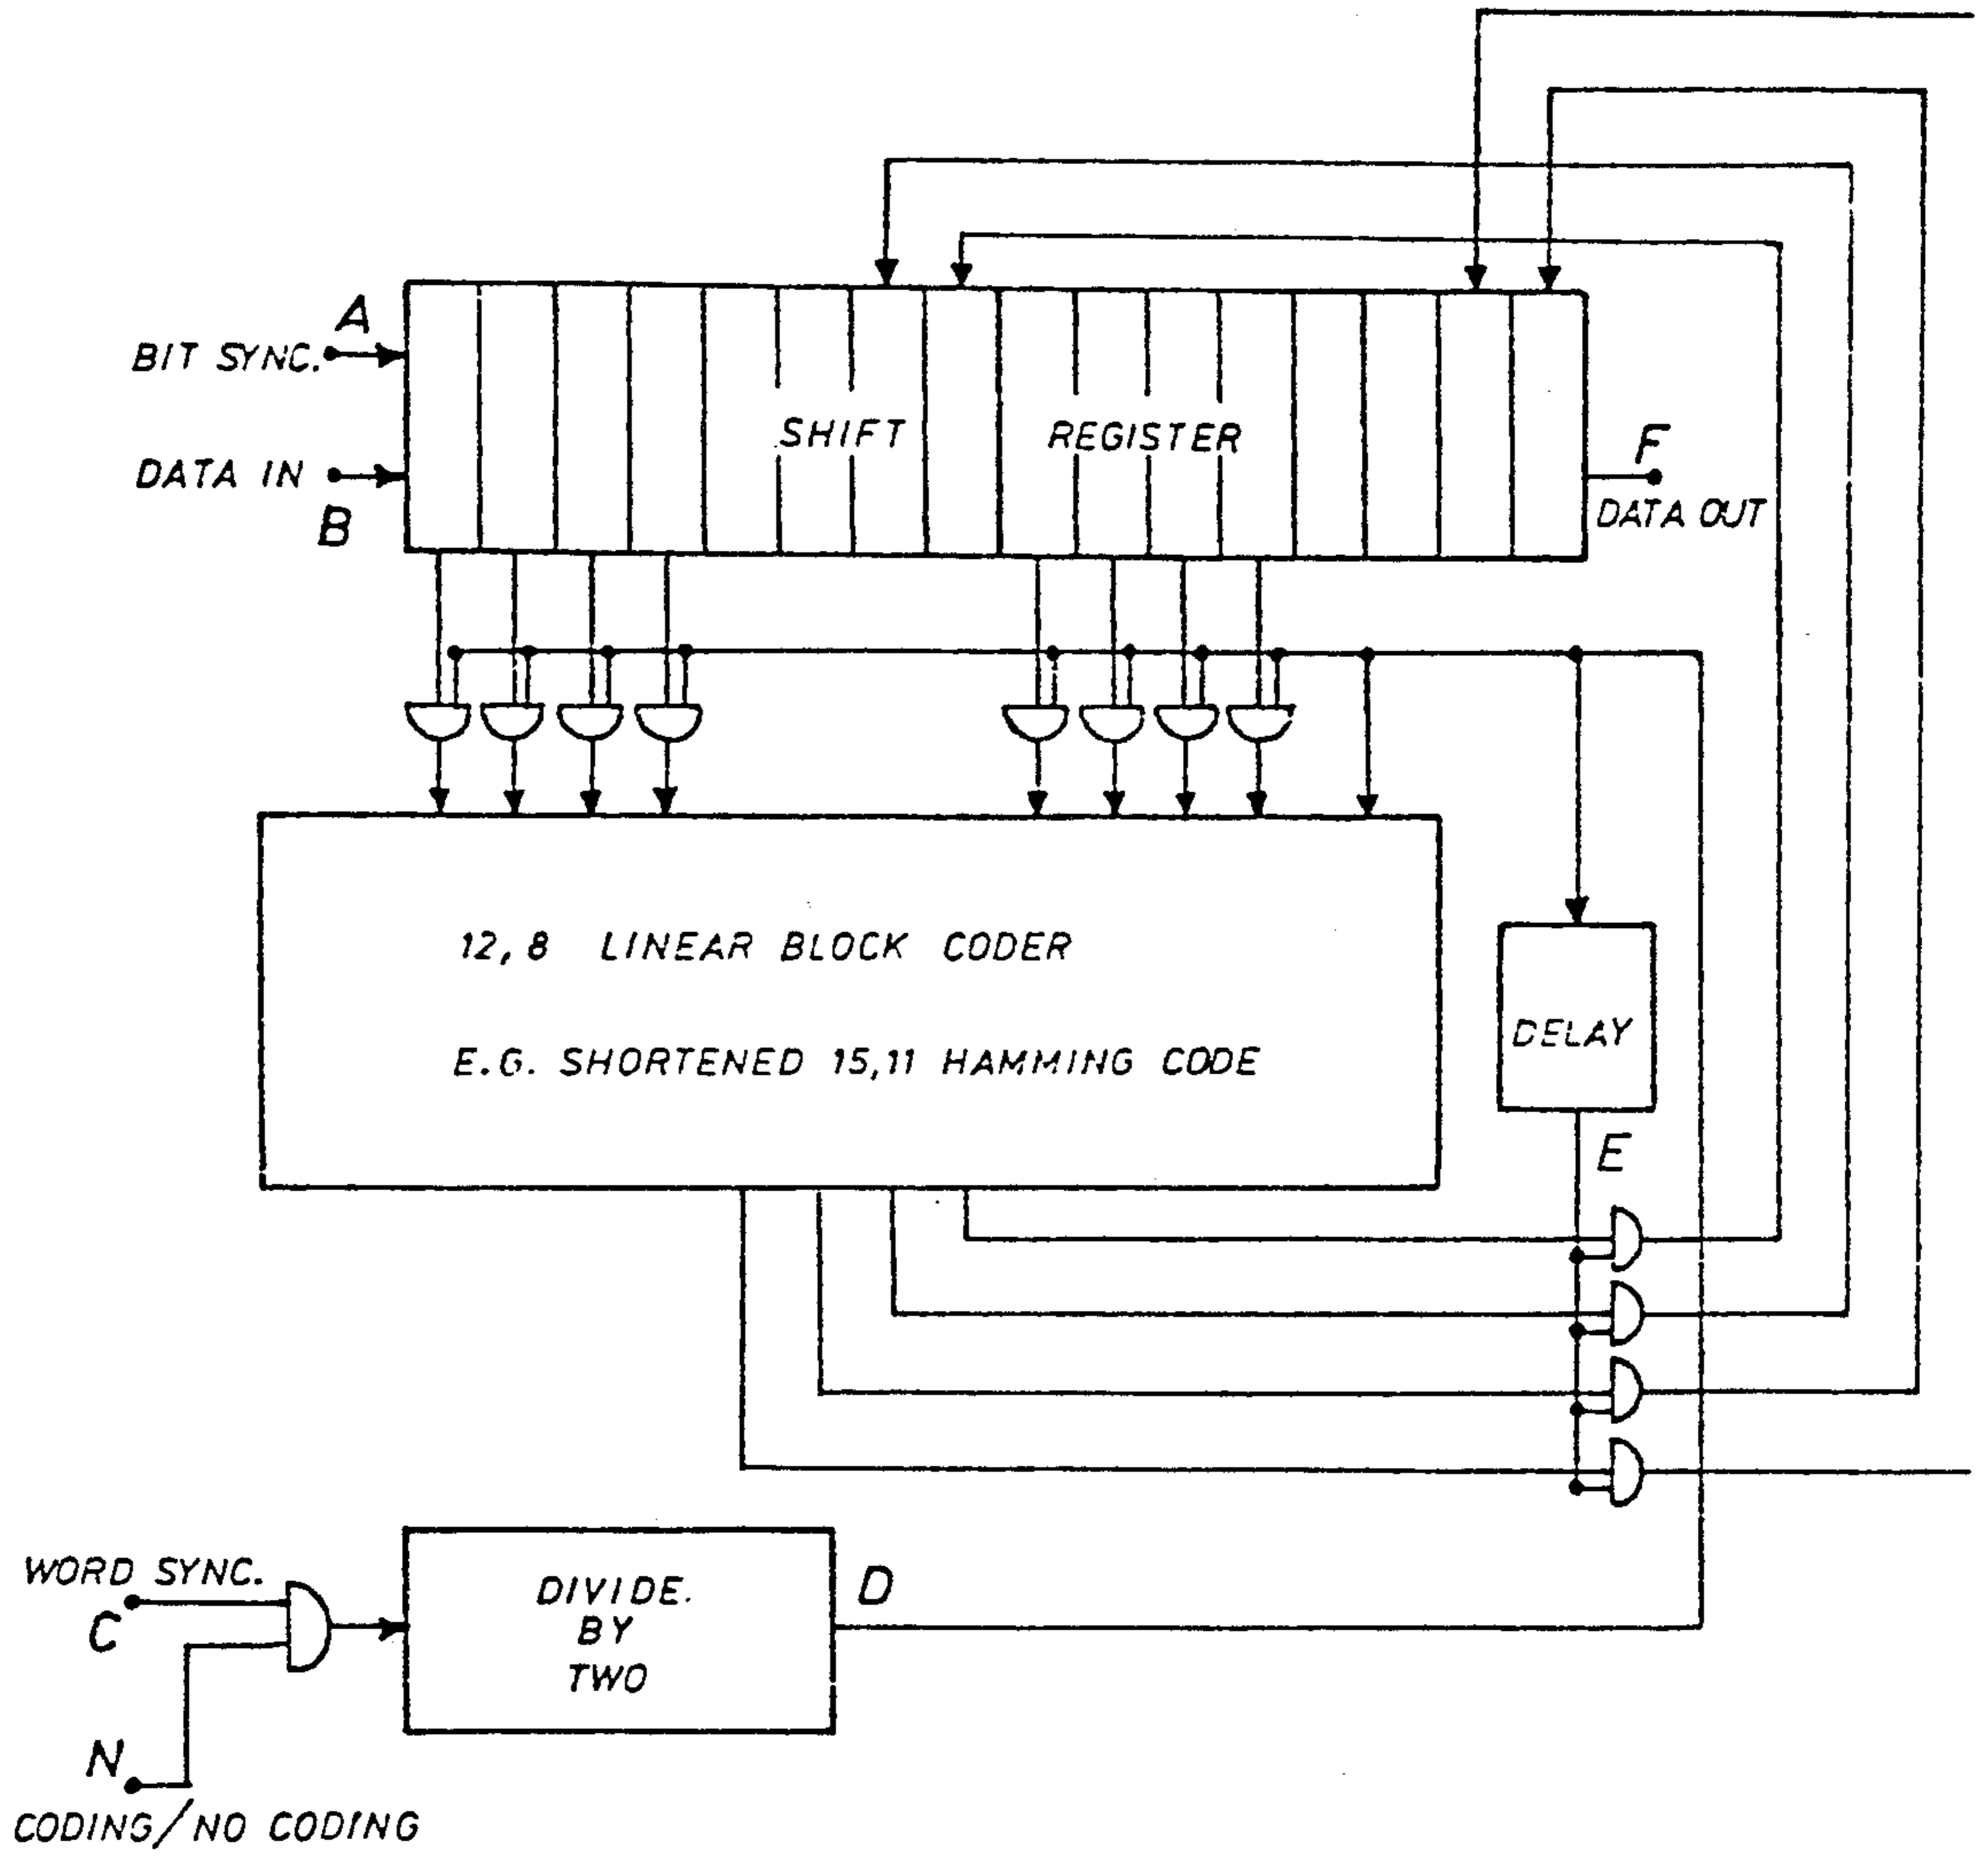 A
BIT SYNC.
SHIFT REGISTER
DATA IN
B
F
DATA OUT
12,8 LINEAR BLOCK CODER
E.G. SHORTENED 15,11 HAMMING CODE
DELAY
E
WORD SYNC.
C
DIVIDE.
BY
TWO
D
N
CODING/NO CODING